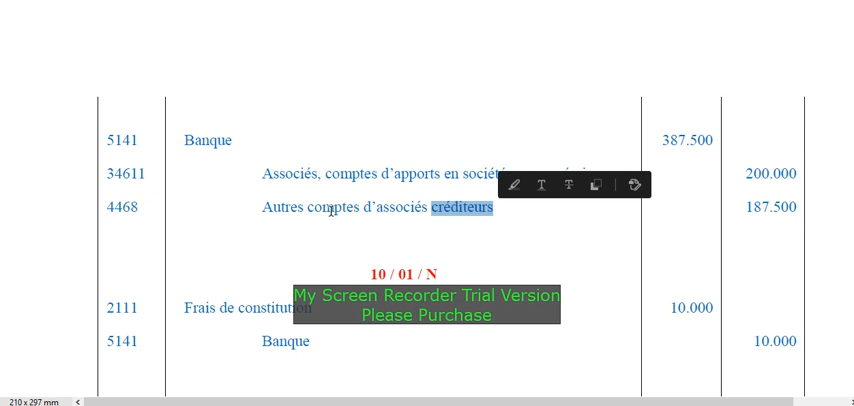 5141 Banque 387.500
34611 Associés, comptes d'apports en société 200.000
4468 Autres comptes d'associés créditeurs 187.500
10 / 01 / N
My Screen Recorder Trial Version
2111 Frais de constitution 10.000
Please Purchase
5141 Banque 10.000
210 x 297 mm